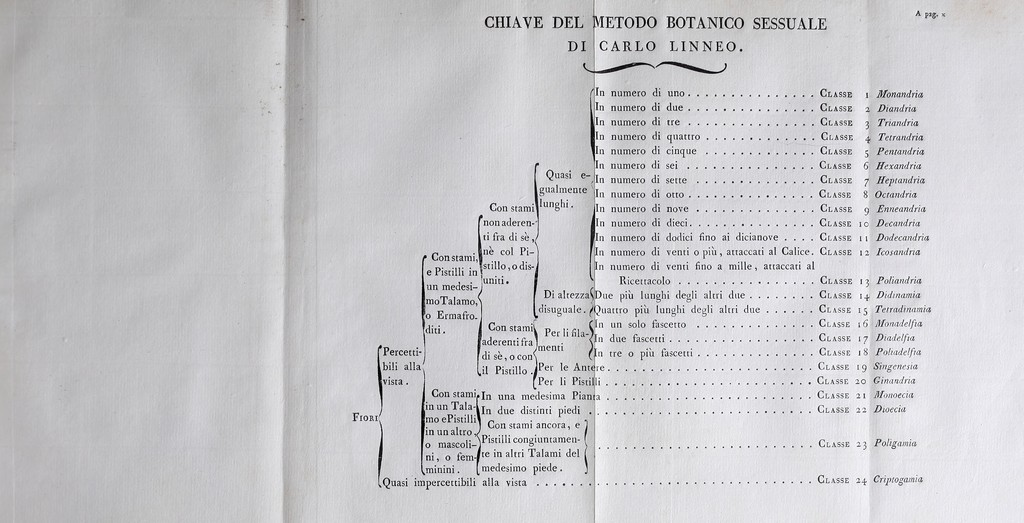 A pag. x
CHIAVE DEL METODO BOTANICO SESSUALE
DI CARLO LINNEO.
In numero di uno . . . . . . . . . . . . . . . CLASSE 1 Monandria
In numero di due . . . . . . . . . . . . . . . CLASSE 2 Diandria
In numero di tre . . . . . . . . . . . . . . . CLASSE 3 Triandria
In numero di quattro . . . . . . . . . . . . . CLASSE 4 Tetrandria
In numero di cinque . . . . . . . . . . . . . CLASSE 5 Pentandria
In numero di sei . . . . . . . . . . . . . . . CLASSE 6 Hexandria
In numero di sette . . . . . . . . . . . . . . CLASSE 7 Heptandria
In numero di otto . . . . . . . . . . . . . . CLASSE 8 Octandria
In numero di nove . . . . . . . . . . . . . . CLASSE 9 Enneandria
In numero di dieci . . . . . . . . . . . . . . CLASSE 10 Decandria
In numero di dodici fino ai dicianove . . . . CLASSE 11 Dodecandria
In numero di venti o più, attaccati al Calice. CLASSE 12 Icosandria
In numero di venti fino a mille, attaccati al
Ricettacolo . . . . . . . . . . . . . . . CLASSE 13 Poliandria
Quasi e-
gualmente
lunghi.
Due più lunghi degli altri due . . . . . . . . CLASSE 14 Didinamia
Quattro più lunghi degli altri due . . . . . . CLASSE 15 Tetradinamia
Di altezza
disuguale.
Con stami
non aderen-
ti fra di sè,
nè col Pi-
stillo, o dis-
uniti.
In un solo fascetto . . . . . . . . . . . . . CLASSE 16 Monadelfia
In due fascetti . . . . . . . . . . . . . . . CLASSE 17 Diadelfia
In tre o più fascetti . . . . . . . . . . . . CLASSE 18 Poliadelfia
Per li fila-
menti
Per le Antere . . . . . . . . . . . . . . . . CLASSE 19 Singenesia
Per li Pistilli . . . . . . . . . . . . . . . CLASSE 20 Ginandria
Con stami
aderenti fra
di sè, o con
il Pistillo.
Con stami,
e Pistilli in
un medesi-
mo Talamo,
o Ermafro-
diti.
In una medesima Pianta . . . . . . . . . . . . CLASSE 21 Monoecia
In due distinti piedi . . . . . . . . . . . . CLASSE 22 Dioecia
Con stami ancora, e
Pistilli congiuntamen-
te in altri Talami del
medesimo piede. . . . . . . . . . . . . . . . CLASSE 23 Poligamia
Con stami
in un Tala-
mo e Pistilli
in un altro,
o mascoli-
ni, o fem-
minini.
Percetti-
bili alla
vista.
Quasi impercettibili alla vista . . . . . . . CLASSE 24 Criptogamia
FIORI